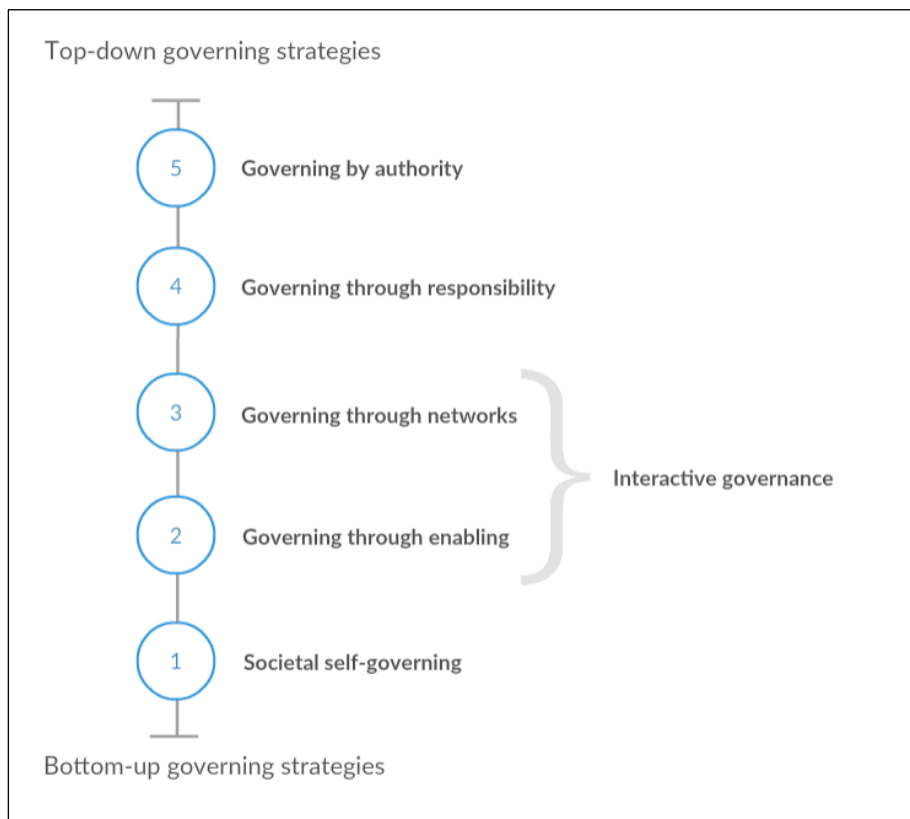 Top-down governing strategies
5 Governing by authority
4 Governing through responsibility
3 Governing through networks
Interactive governance
2 Governing through enabling
1 Societal self-governing
Bottom-up governing strategies